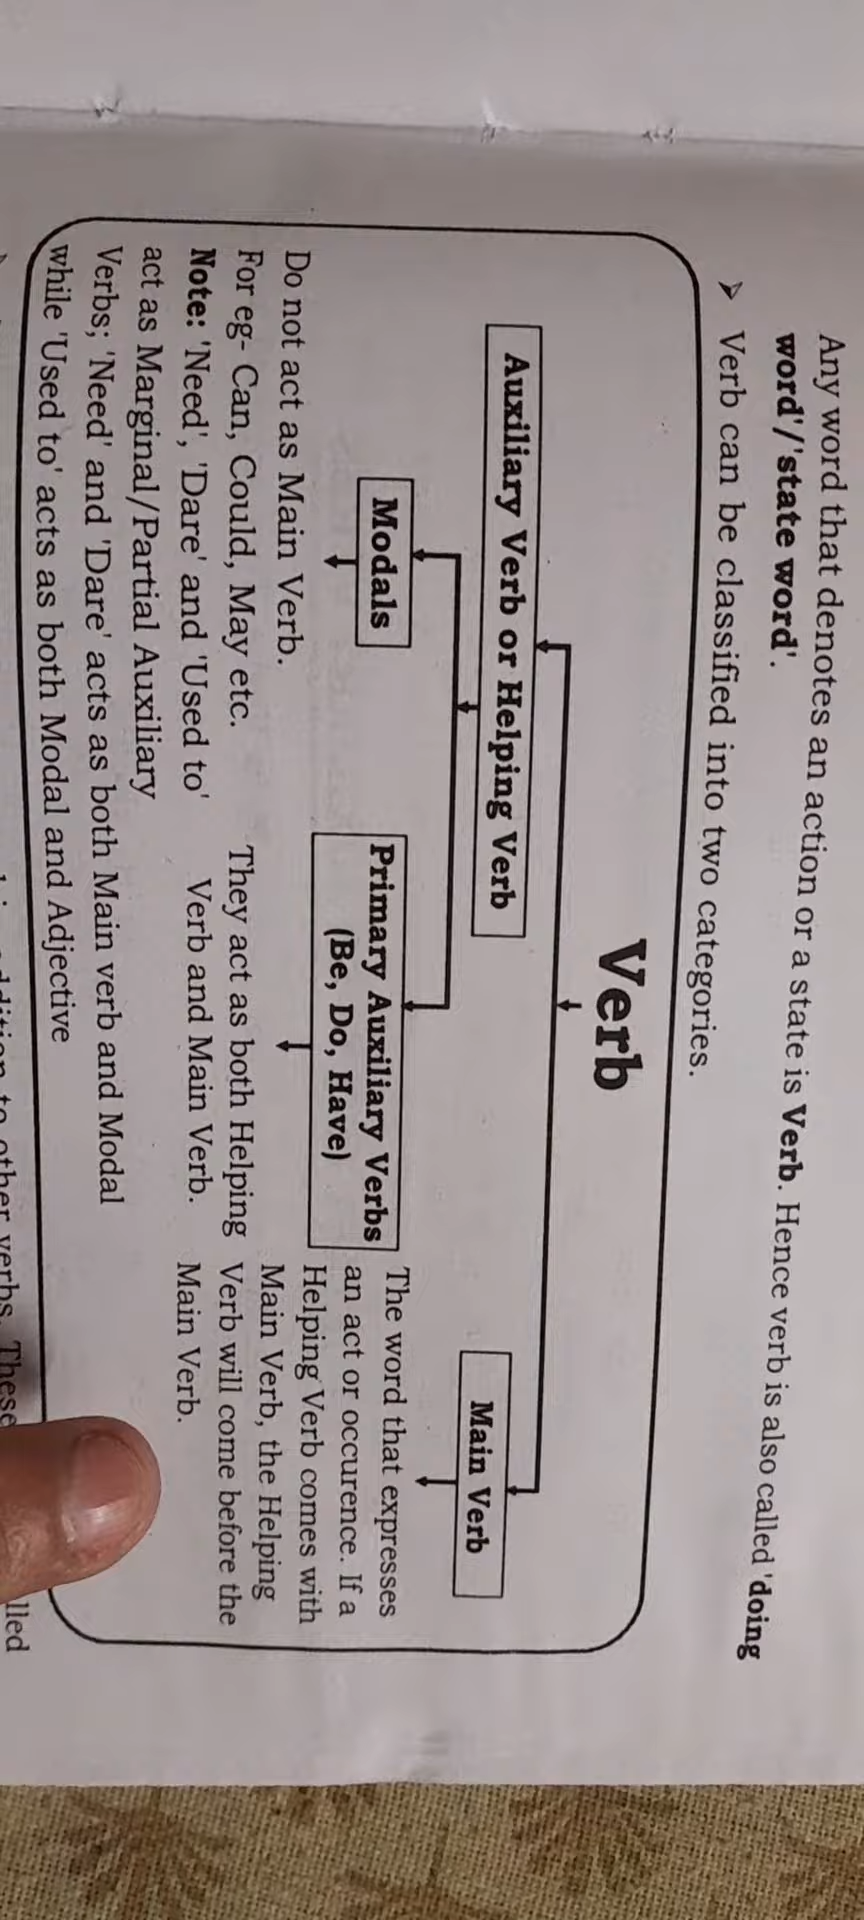 Any word that denotes an action or a state is Verb. Hence verb is also called 'doing
word'/'state word'.
➢ Verb can be classified into two categories.
Verb
Auxiliary Verb or Helping Verb
Main Verb
Modals
Primary Auxiliary Verbs
(Be, Do, Have)
Do not act as Main Verb.
For eg- Can, Could, May etc.
Note: 'Need', 'Dare' and 'Used to'
act as Marginal/Partial Auxiliary
Verbs; 'Need' and 'Dare' acts as both Main verb and Modal
while 'Used to' acts as both Modal and Adjective
They act as both Helping
Verb and Main Verb.
The word that expresses
an act or occurence. If a
Helping Verb comes with
Main Verb, the Helping
Verb will come before the
Main Verb.
to other verbs. These